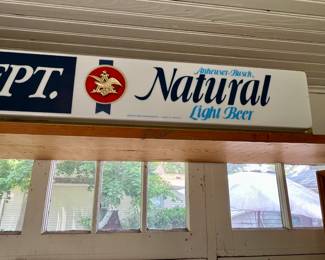 EPT.
Anheuser-Busch,
Natural
Light Beer